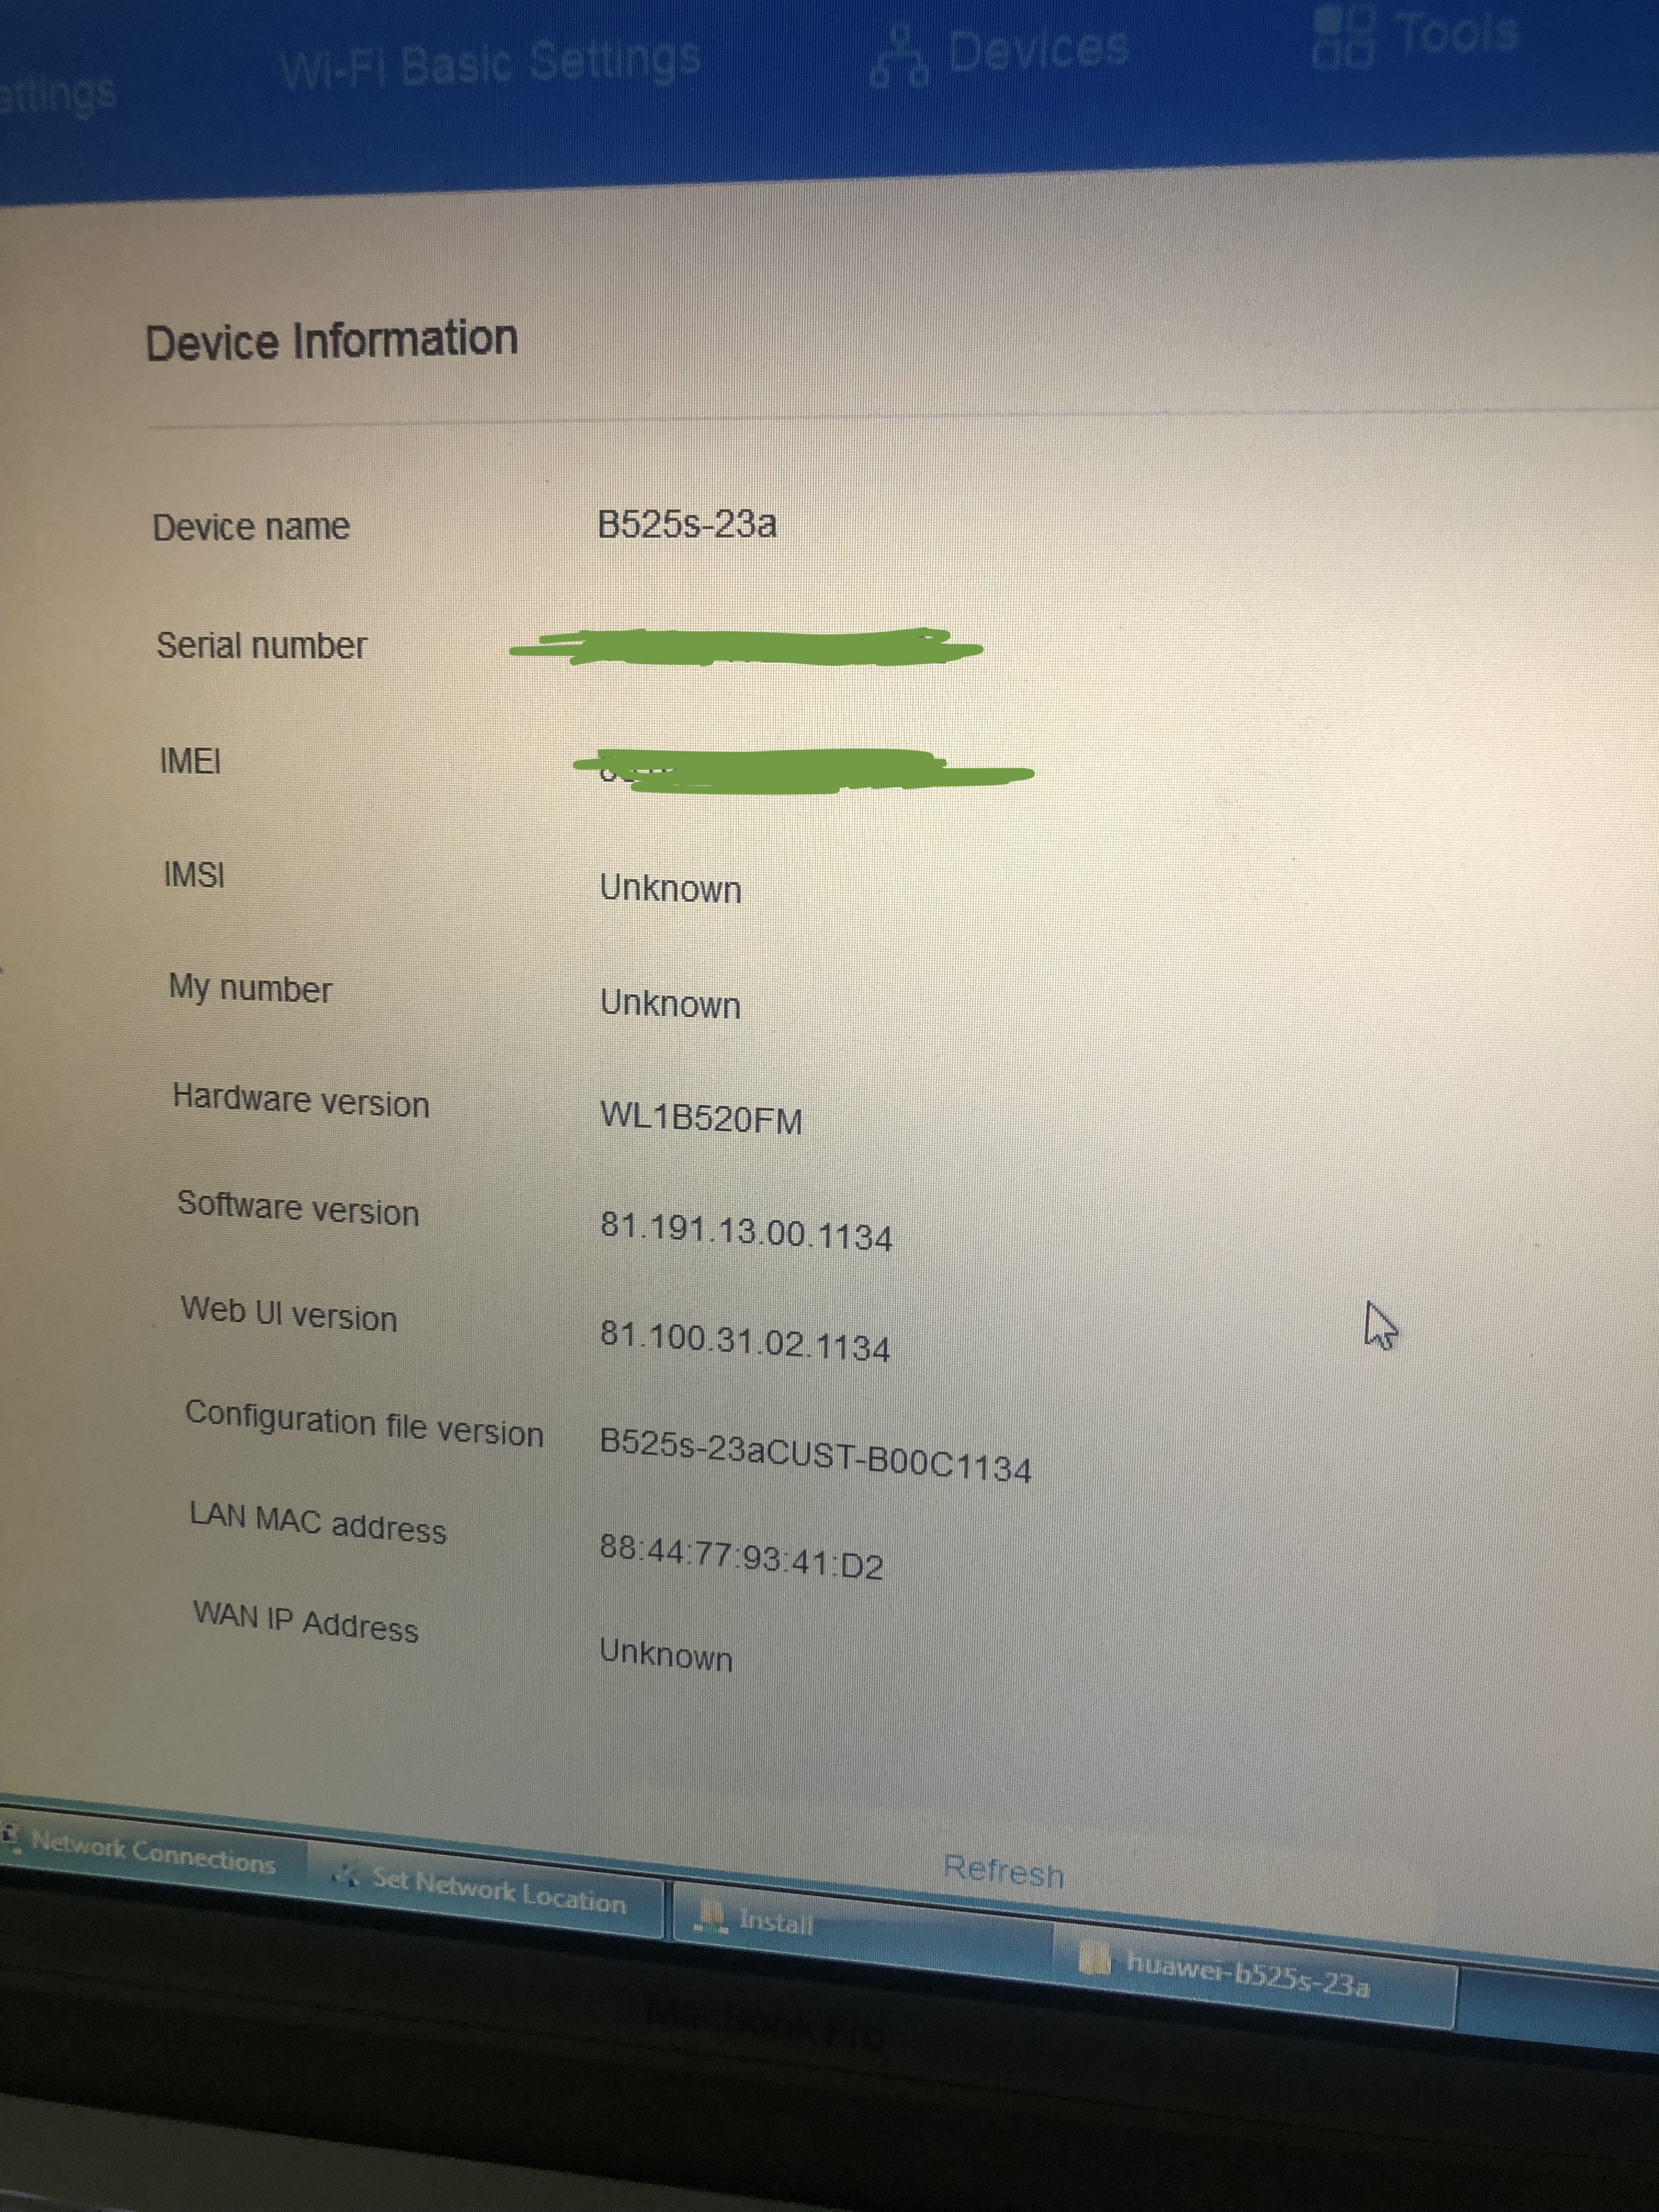 ettings Wi-Fi Basic Settings Devices Tools
Device Information
Device name B525s-23a
Serial number
IMEI
IMSI Unknown
My number Unknown
Hardware version WL1B520FM
Software version 81.191.13.00.1134
Web UI version 81.100.31.02.1134
Configuration file version B525s-23aCUST-B00C1134
LAN MAC address 88:44:77:93:41:D2
WAN IP Address Unknown
Refresh
Network Connections Set Network Location Install huawei-b525s-23a
MacBook Pro